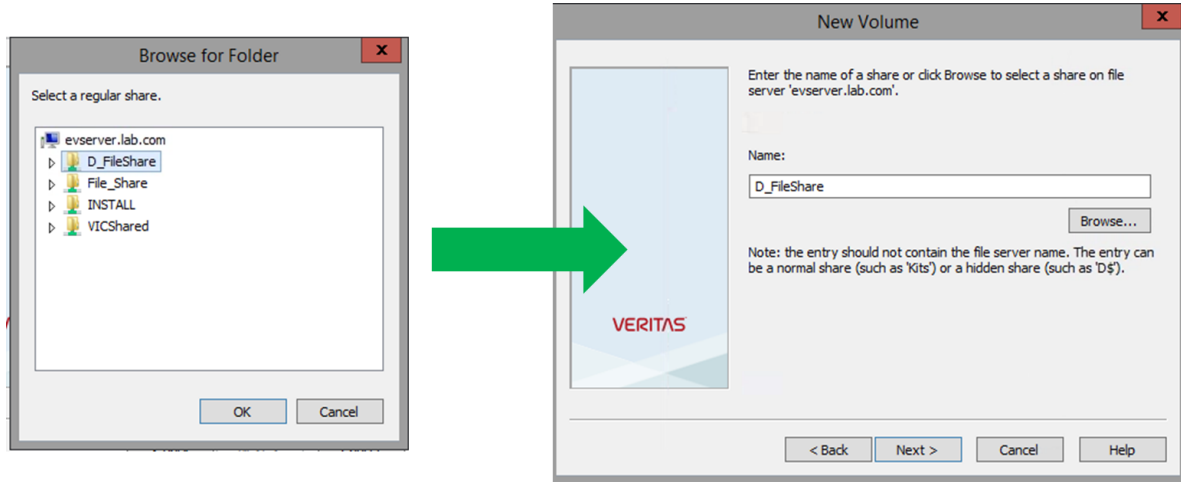 Browse for Folder
x
Select a regular share.
evserver.lab.com
D_FileShare
File_Share
INSTALL
VICShared
OK
Cancel
New Volume
x
Enter the name of a share or click Browse to select a share on file
server 'evserver.lab.com'.
Name:
D_FileShare
Browse...
Note: the entry should not contain the file server name. The entry can
be a normal share (such as 'Kits') or a hidden share (such as 'D$').
VERITAS
< Back
Next >
Cancel
Help